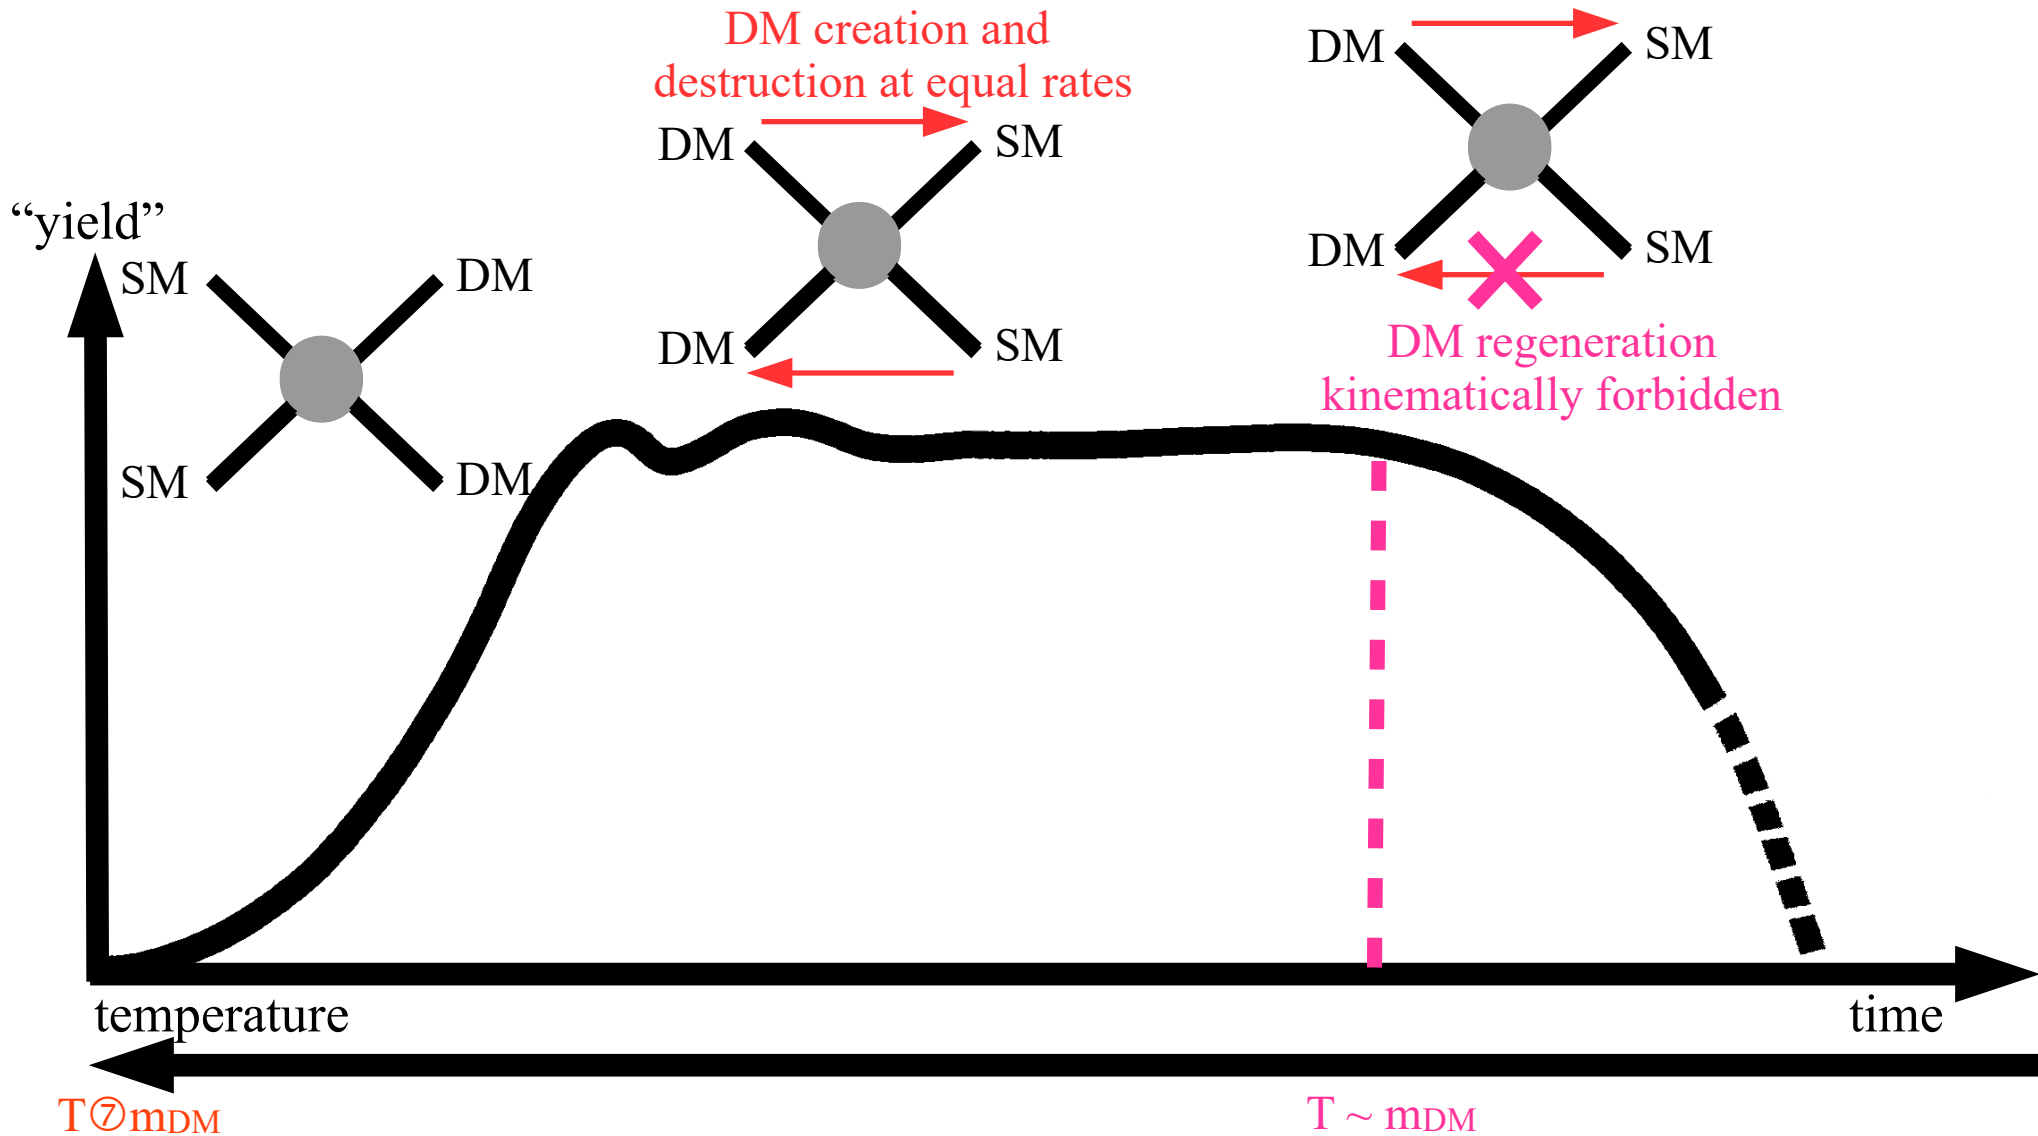 DM creation and
destruction at equal rates
DM
SM
DM
SM
DM
SM
DM
SM
DM regeneration
kinematically forbidden
“yield”
SM
DM
SM
DM
temperature
time
T⑦mDM
T ~ mDM